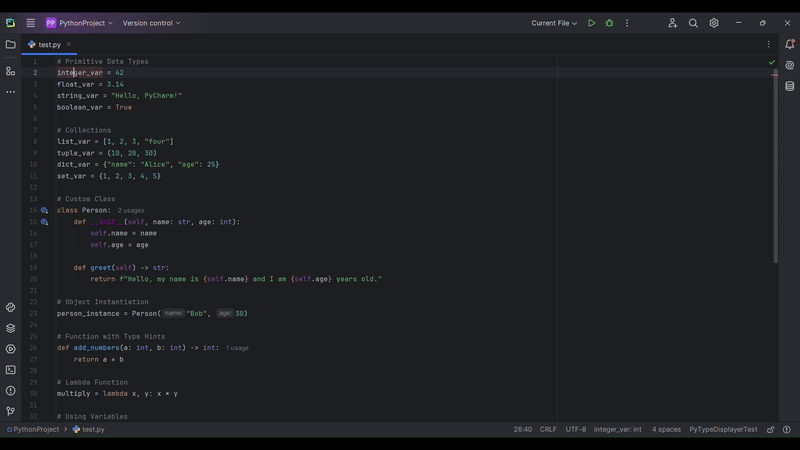 PP PythonProject Version control Current File
test.py
1 # Primitive Data Types
2 integer_var = 42
3 float_var = 3.14
4 string_var = "Hello, PyCharm!"
5 boolean_var = True
6
7 # Collections
8 list_var = [1, 2, 3, "four"]
9 tuple_var = (10, 20, 30)
10 dict_var = {"name": "Alice", "age": 25}
11 set_var = {1, 2, 3, 4, 5}
12
13 # Custom Class
14 class Person: 2 usages
15 def __init__(self, name: str, age: int):
16 self.name = name
17 self.age = age
18
19 def greet(self) -> str:
20 return f"Hello, my name is {self.name} and I am {self.age} years old."
21
22 # Object Instantiation
23 person_instance = Person( name: "Bob", age: 30)
24
25 # Function with Type Hints
26 def add_numbers(a: int, b: int) -> int: 1 usage
27 return a + b
28
29 # Lambda Function
30 multiply = lambda x, y: x * y
31
32 # Using Variables
PythonProject > test.py 26:40 CRLF UTF-8 integer_var: int 4 spaces PyTypeDisplayerTest